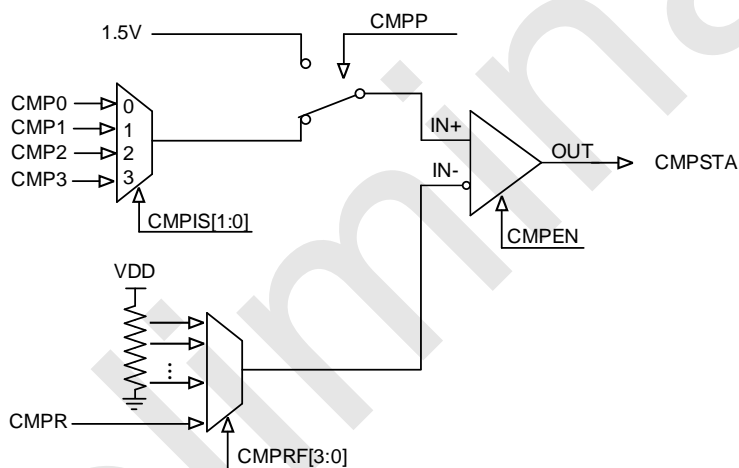 CMPP
1.5V
CMP0
0
CMP1
1
CMP2
2
CMP3
3
IN+
IN-
OUT
CMPSTA
CMPIS[1:0]
CMPEN
VDD
...
CMPR
CMPRF[3:0]